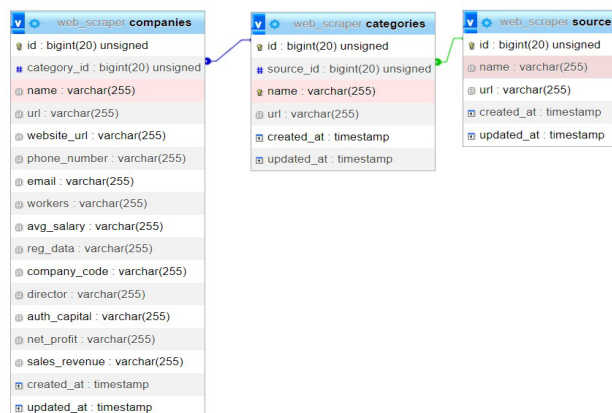 web_scraper companies
id : bigint(20) unsigned
category_id : bigint(20) unsigned
name : varchar(255)
url : varchar(255)
website_url : varchar(255)
phone_number : varchar(255)
email : varchar(255)
workers : varchar(255)
avg_salary : varchar(255)
reg_data : varchar(255)
company_code : varchar(255)
director : varchar(255)
auth_capital : varchar(255)
net_profit : varchar(255)
sales_revenue : varchar(255)
created_at : timestamp
updated_at : timestamp
web_scraper categories
id : bigint(20) unsigned
source_id : bigint(20) unsigned
name : varchar(255)
url : varchar(255)
created_at : timestamp
updated_at : timestamp
web_scraper source
id : bigint(20) unsigned
name : varchar(255)
url : varchar(255)
created_at : timestamp
updated_at : timestamp